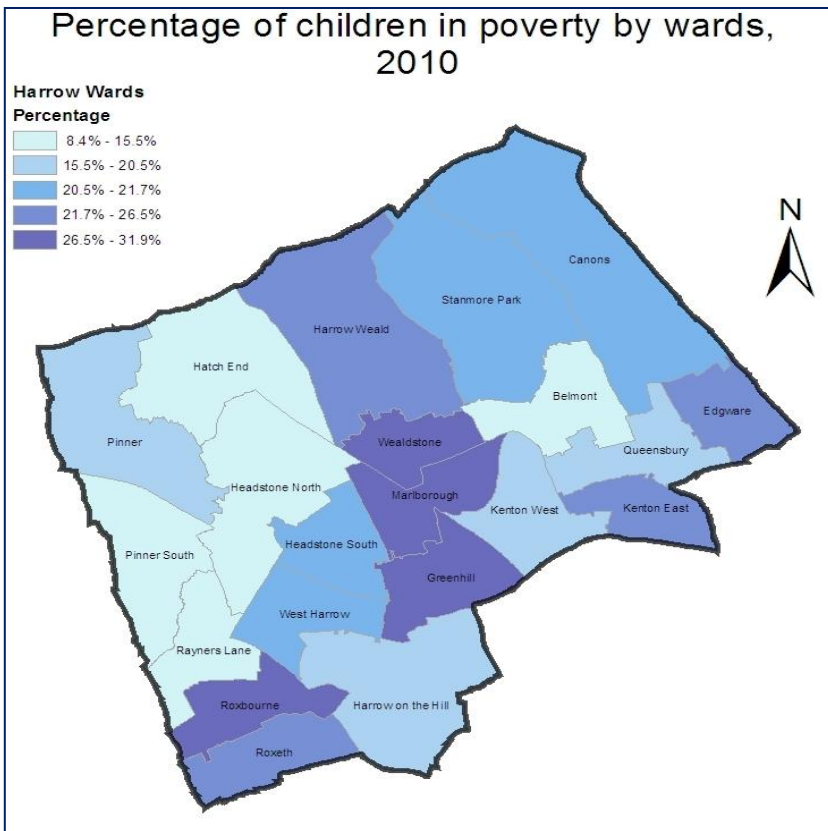 Percentage of children in poverty by wards,
2010
Harrow Wards
Percentage
8.4% - 15.5%
15.5% - 20.5%
20.5% - 21.7%
21.7% - 26.5%
26.5% - 31.9%
N
Canons
Stanmore Park
Harrow Weald
Hatch End
Belmont
Edgware
Pinner
Wealdstone
Queensbury
Headstone North
Marlborough
Kenton West
Kenton East
Headstone South
Pinner South
Greenhill
West Harrow
Rayners Lane
Roxbourne
Harrow on the Hill
Roxeth